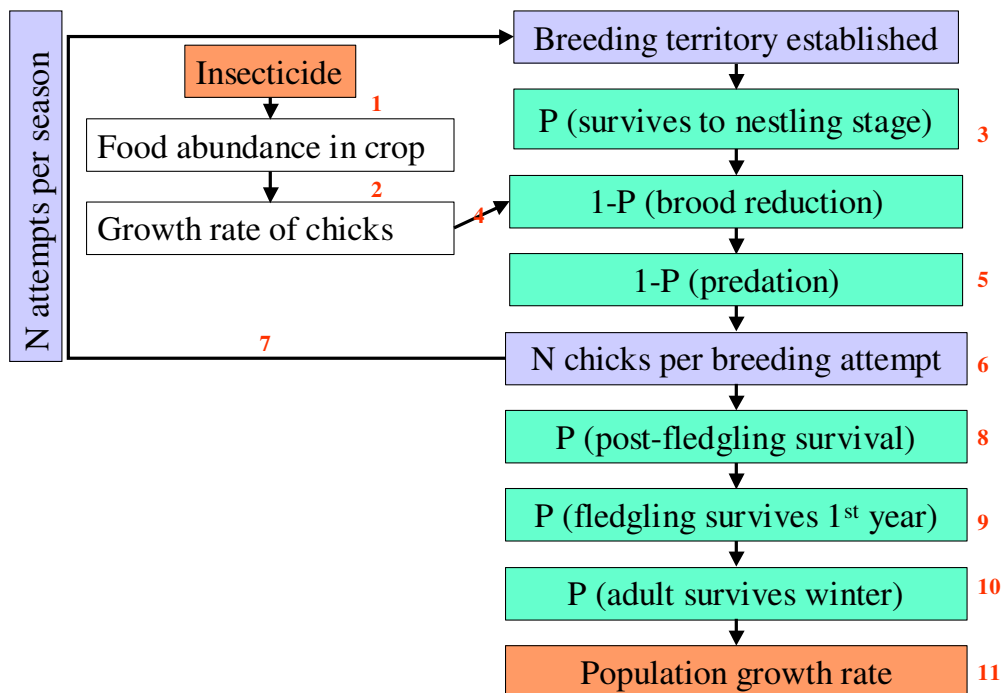 N attempts per season
Breeding territory established
Insecticide
1
P (survives to nestling stage)
3
Food abundance in crop
2
1-P (brood reduction)
Growth rate of chicks
4
1-P (predation)
5
7
N chicks per breeding attempt
6
P (post-fledgling survival)
8
P (fledgling survives 1st year)
9
P (adult survives winter)
10
Population growth rate
11